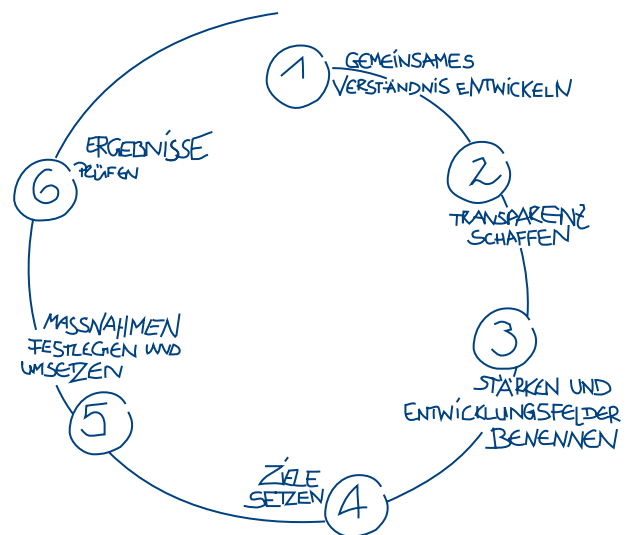 1
GEMEINSAMES
VERSTÄNDNIS ENTWICKELN
2
TRANSPARENZ
SCHAFFEN
3
STÄRKEN UND
ENTWICKLUNGSFELDER
BENENNEN
4
ZIELE
SETZEN
5
MASSNAHMEN
FESTLEGEN UND
UMSETZEN
6
ERGEBNISSE
PRÜFEN